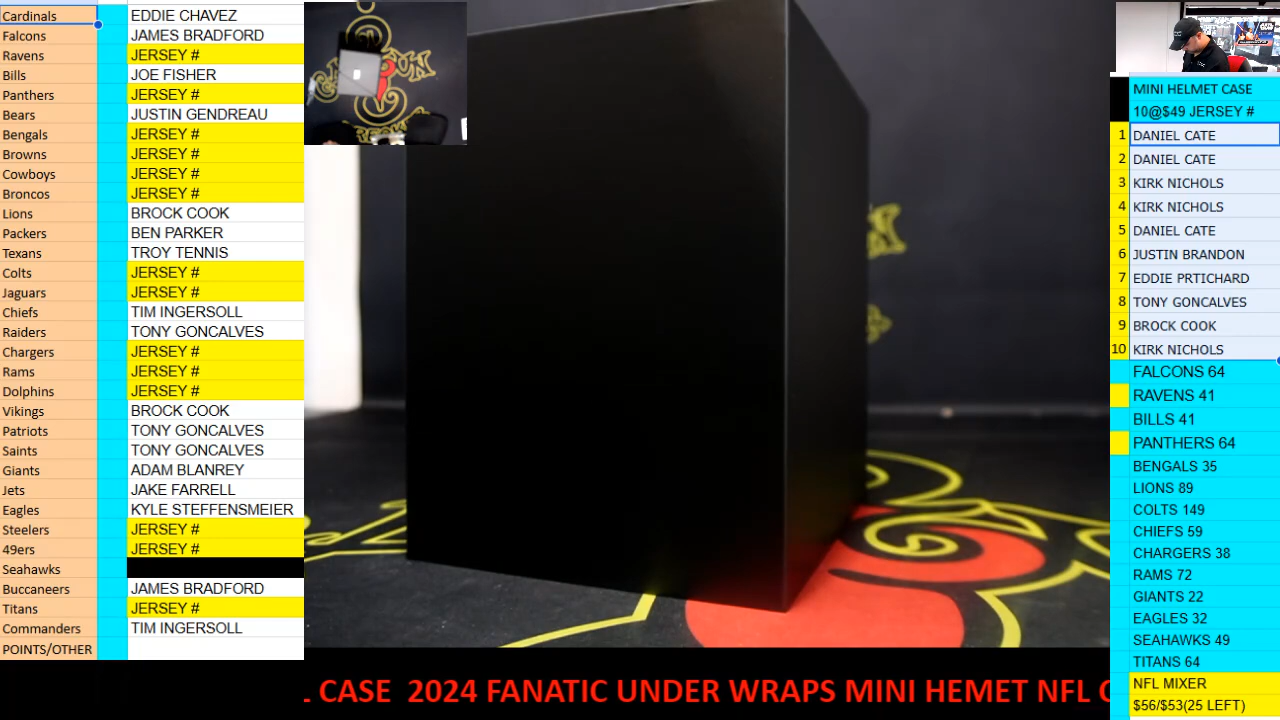 Cardinals EDDIE CHAVEZ
Falcons JAMES BRADFORD
Ravens JERSEY #
Bills JOE FISHER
Panthers JERSEY #
Bears JUSTIN GENDREAU
Bengals JERSEY #
Browns JERSEY #
Cowboys JERSEY #
Broncos JERSEY #
Lions BROCK COOK
Packers BEN PARKER
Texans TROY TENNIS
Colts JERSEY #
Jaguars JERSEY #
Chiefs TIM INGERSOLL
Raiders TONY GONCALVES
Chargers JERSEY #
Rams JERSEY #
Dolphins JERSEY #
Vikings BROCK COOK
Patriots TONY GONCALVES
Saints TONY GONCALVES
Giants ADAM BLANREY
Jets JAKE FARRELL
Eagles KYLE STEFFENSMEIER
Steelers JERSEY #
49ers JERSEY #
Seahawks
Buccaneers JAMES BRADFORD
Titans JERSEY #
Commanders TIM INGERSOLL
POINTS/OTHER
MINI HELMET CASE
10@$49 JERSEY #
1 DANIEL CATE
2 DANIEL CATE
3 KIRK NICHOLS
4 KIRK NICHOLS
5 DANIEL CATE
6 JUSTIN BRANDON
7 EDDIE PRTICHARD
8 TONY GONCALVES
9 BROCK COOK
10 KIRK NICHOLS
FALCONS 64
RAVENS 41
BILLS 41
PANTHERS 64
BENGALS 35
LIONS 89
COLTS 149
CHIEFS 59
CHARGERS 38
RAMS 72
GIANTS 22
EAGLES 32
SEAHAWKS 49
TITANS 64
NFL MIXER
$56/$53(25 LEFT)
CASE 2024 FANATIC UNDER WRAPS MINI HEMET NFL